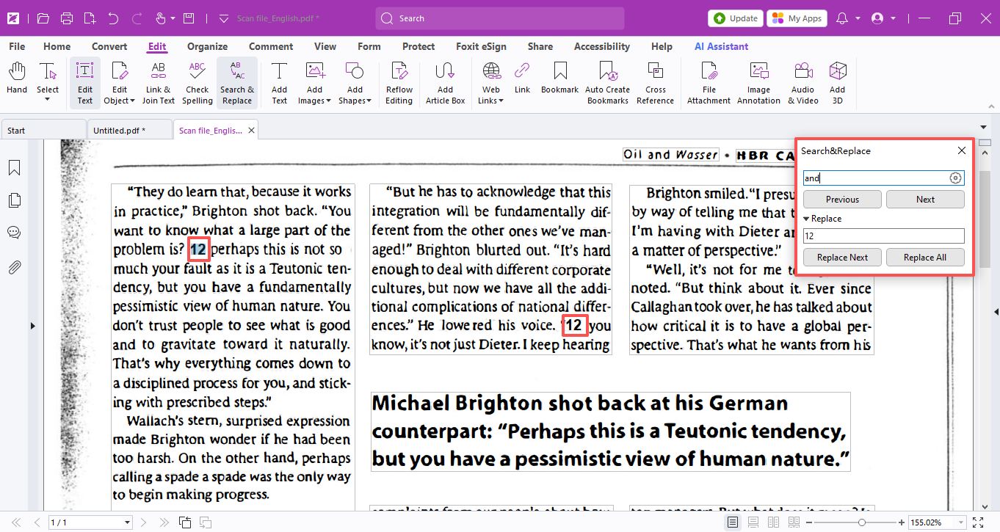 Scan file_English.pdf *
Search
Update
My Apps
File Home Convert Edit Organize Comment View Form Protect Foxit eSign Share Accessibility Help AI Assistant
Hand
Select
Edit Text
Edit Object
Link & Join Text
Check Spelling
Search & Replace
Add Text
Add Images
Add Shapes
Reflow Editing
Add Article Box
Web Links
Link
Bookmark
Auto Create Bookmarks
Cross Reference
File Attachment
Image Annotation
Audio & Video
Add 3D
Start
Untitled.pdf *
Scan file_Englis...
Oil and Wasser • HBR CA
“They do learn that, because it works
in practice,” Brighton shot back. “You
want to know what a large part of the
problem is? 12 perhaps this is not so
much your fault as it is a Teutonic ten-
dency, but you have a fundamentally
pessimistic view of human nature. You
don’t trust people to see what is good
and to gravitate toward it naturally.
That’s why everything comes down to
a disciplined process for you, and stick-
ing with prescribed steps.”
Wallach’s stern, surprised expression
made Brighton wonder if he had been
too harsh. On the other hand, perhaps
calling a spade a spade was the only way
to begin making progress.
“But he has to acknowledge that this
integration will be fundamentally dif-
ferent from the other ones we’ve man-
aged!” Brighton blurted out. “It’s hard
enough to deal with different corporate
cultures, but now we have all the addi-
tional complications of national differ-
ences.” He lowered his voice. “12 you
know, it’s not just Dieter. I keep hearing
Brighton smiled. “I presu
by way of telling me that t
I’m having with Dieter ar
a matter of perspective.”
“Well, it’s not for me to
noted. “But think about it. Ever since
Callaghan took over, he has talked about
how critical it is to have a global per-
spective. That’s what he wants from his
Michael Brighton shot back at his German
counterpart: “Perhaps this is a Teutonic tendency,
but you have a pessimistic view of human nature.”
Search&Replace
and
Previous
Next
Replace
12
Replace Next
Replace All
1 / 1
155.02%